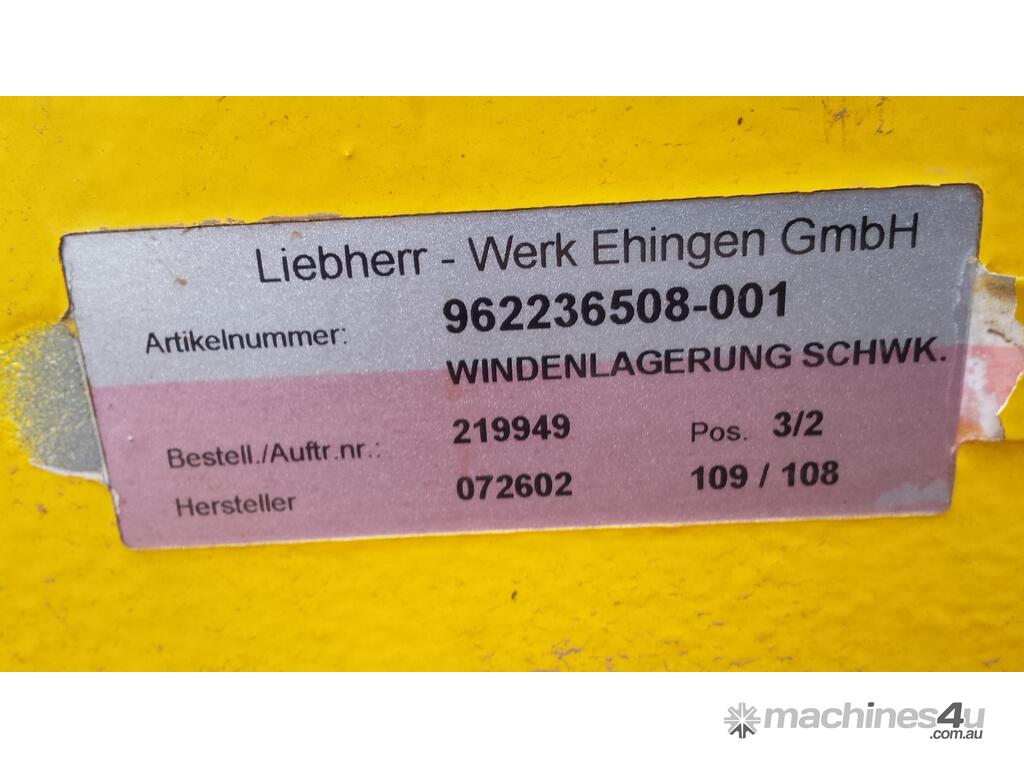 Liebherr - Werk Ehingen GmbH
Artikelnummer: 962236508-001
WINDENLAGERUNG SCHWK.
Bestell./Auftr.nr.: 219949 Pos. 3/2
Hersteller 072602 109 / 108
machines4u
.com.au